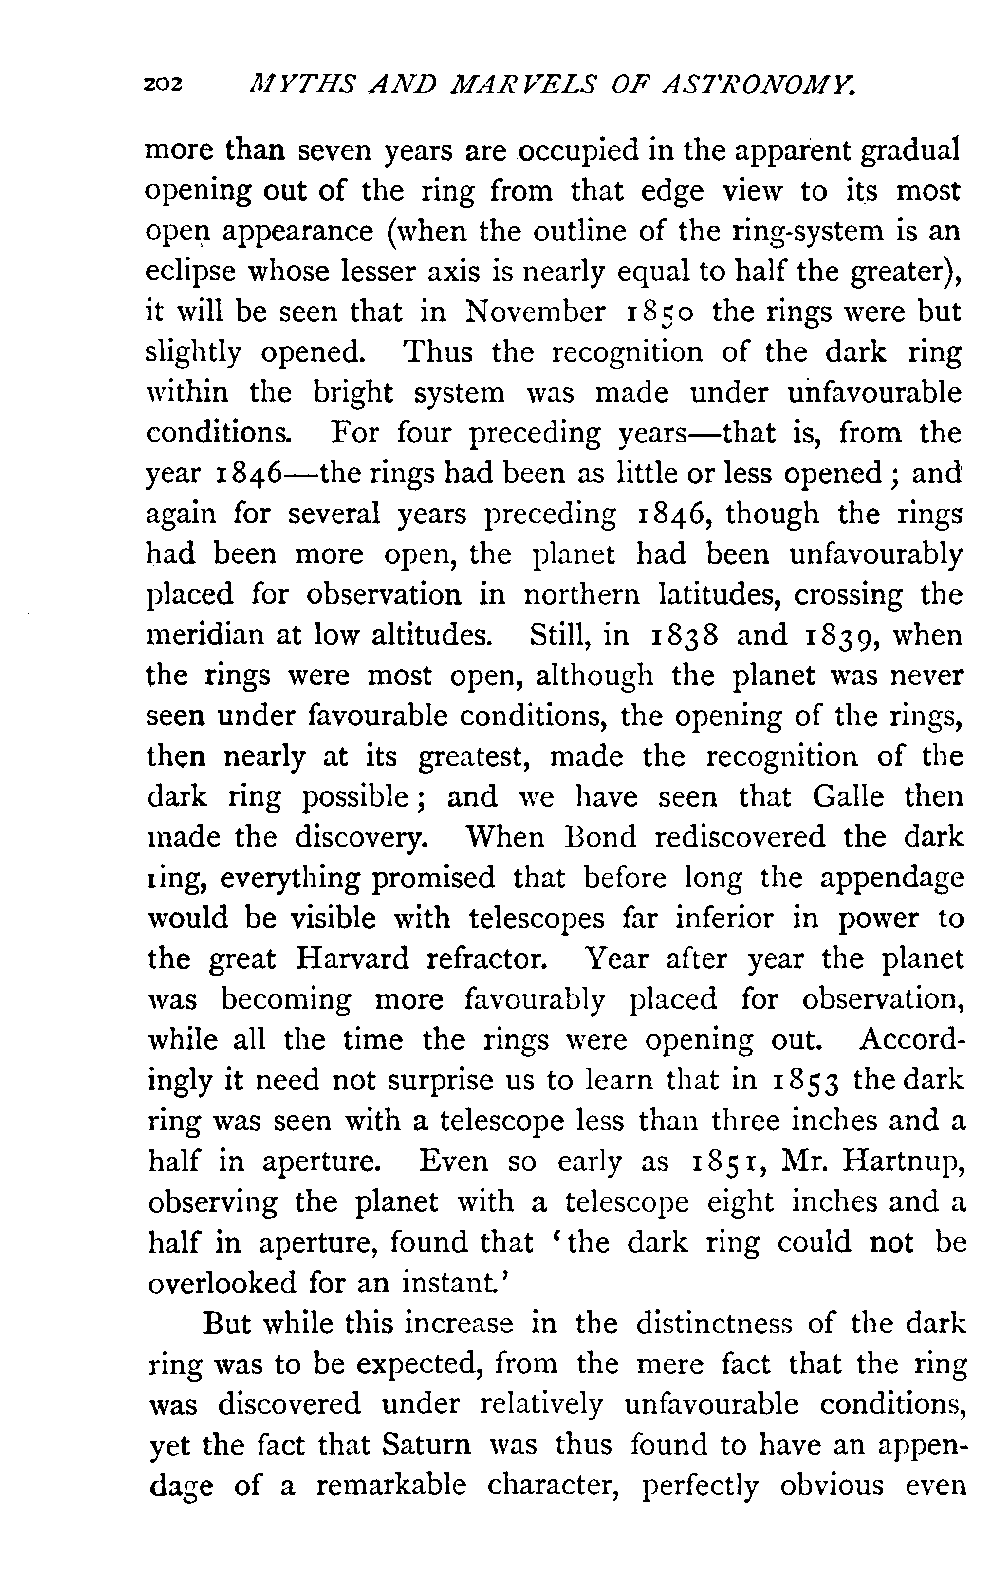 202 MYTHS AND MARVELS OF ASTRONOMY.
more than seven years are occupied in the apparent gradual
opening out of the ring from that edge view to its most
open appearance (when the outline of the ring-system is an
eclipse whose lesser axis is nearly equal to half the greater),
it will be seen that in November 1850 the rings were but
slightly opened. Thus the recognition of the dark ring
within the bright system was made under unfavourable
conditions. For four preceding years—that is, from the
year 1846—the rings had been as little or less opened; and
again for several years preceding 1846, though the rings
had been more open, the planet had been unfavourably
placed for observation in northern latitudes, crossing the
meridian at low altitudes. Still, in 1838 and 1839, when
the rings were most open, although the planet was never
seen under favourable conditions, the opening of the rings,
then nearly at its greatest, made the recognition of the
dark ring possible; and we have seen that Galle then
made the discovery. When Bond rediscovered the dark
ring, everything promised that before long the appendage
would be visible with telescopes far inferior in power to
the great Harvard refractor. Year after year the planet
was becoming more favourably placed for observation,
while all the time the rings were opening out. Accord-
ingly it need not surprise us to learn that in 1853 the dark
ring was seen with a telescope less than three inches and a
half in aperture. Even so early as 1851, Mr. Hartnup,
observing the planet with a telescope eight inches and a
half in aperture, found that ‘the dark ring could not be
overlooked for an instant.’
But while this increase in the distinctness of the dark
ring was to be expected, from the mere fact that the ring
was discovered under relatively unfavourable conditions,
yet the fact that Saturn was thus found to have an appen-
dage of a remarkable character, perfectly obvious even